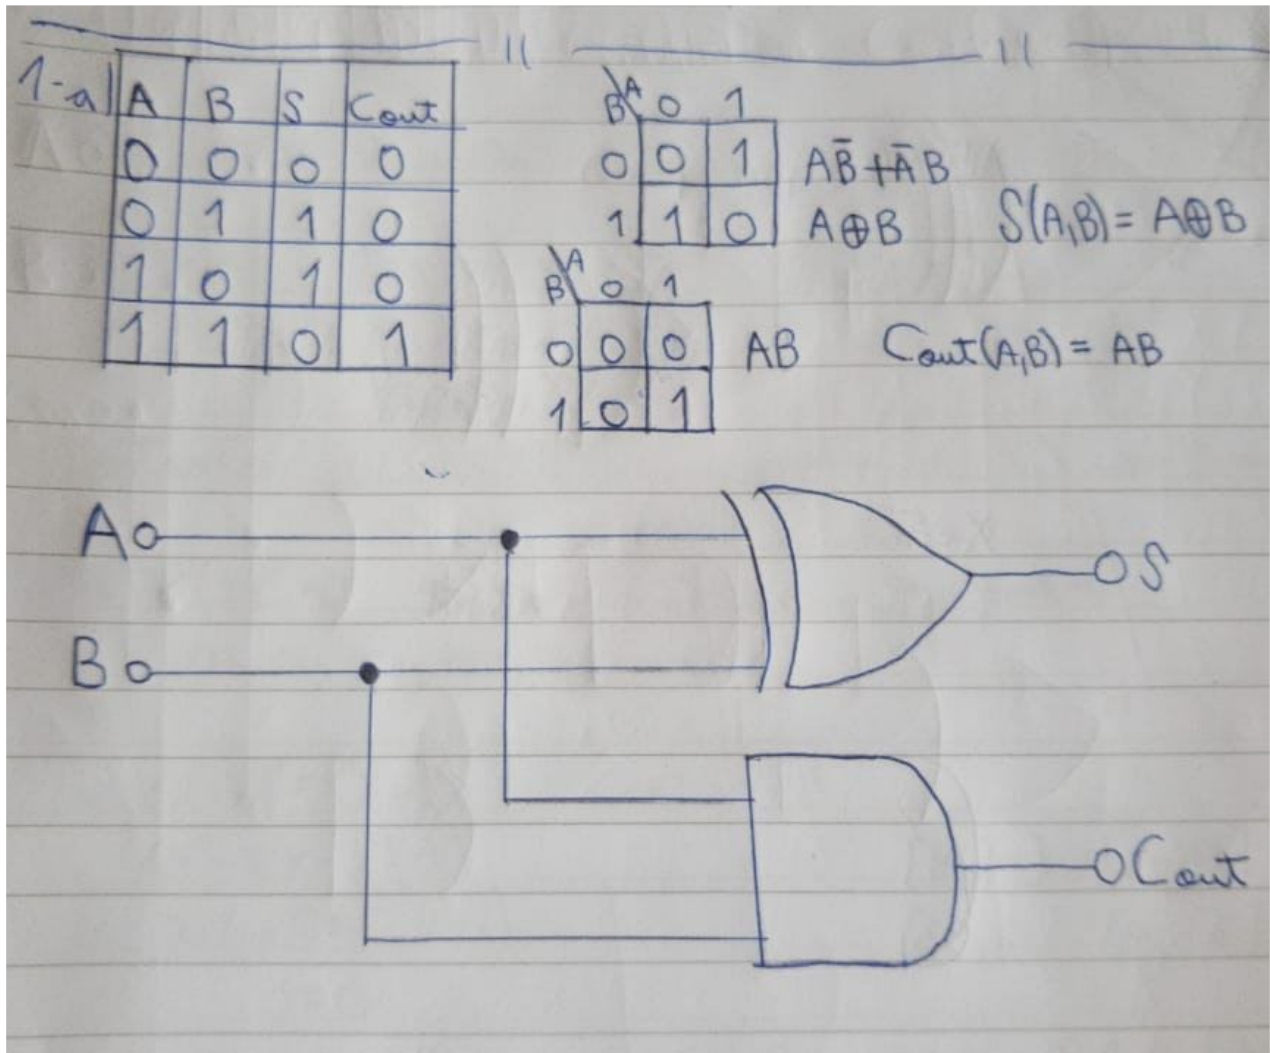 1-a)
A B S Cout
0 0 0 0
0 1 1 0
1 0 1 0
1 1 0 1
B\A 0 1
0 0 1 AB̅+A̅B
1 1 0 A⊕B S(A,B)= A⊕B
B\A 0 1
0 0 0 AB Cout(A,B) = AB
1 0 1
A S
B
Cout